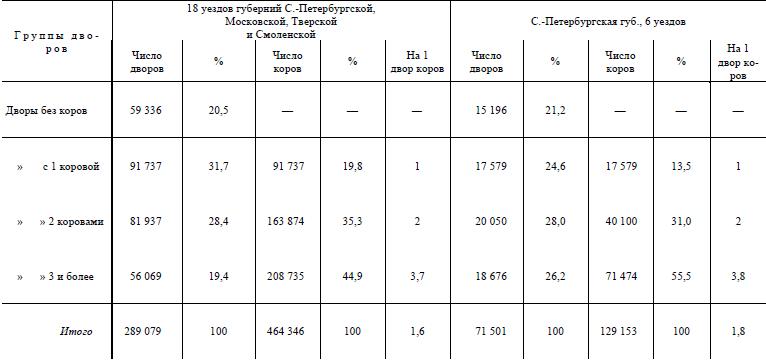 18 уездов губерний С.-Петербургской,
Московской, Тверской
и Смоленской
С.-Петербургская губ., 6 уездов
Группы дво-
ров
Число
дворов
%
Число
коров
%
На 1
двор коров
Число
дворов
%
Число
коров
%
На 1
двор ко-
ров
Дворы без коров 59 336 20,5 — — — 15 196 21,2 — — —
» с 1 коровой 91 737 31,7 91 737 19,8 1 17 579 24,6 17 579 13,5 1
» » 2 коровами 81 937 28,4 163 874 35,3 2 20 050 28,0 40 100 31,0 2
» » 3 и более 56 069 19,4 208 735 44,9 3,7 18 676 26,2 71 474 55,5 3,8
Итого 289 079 100 464 346 100 1,6 71 501 100 129 153 100 1,8